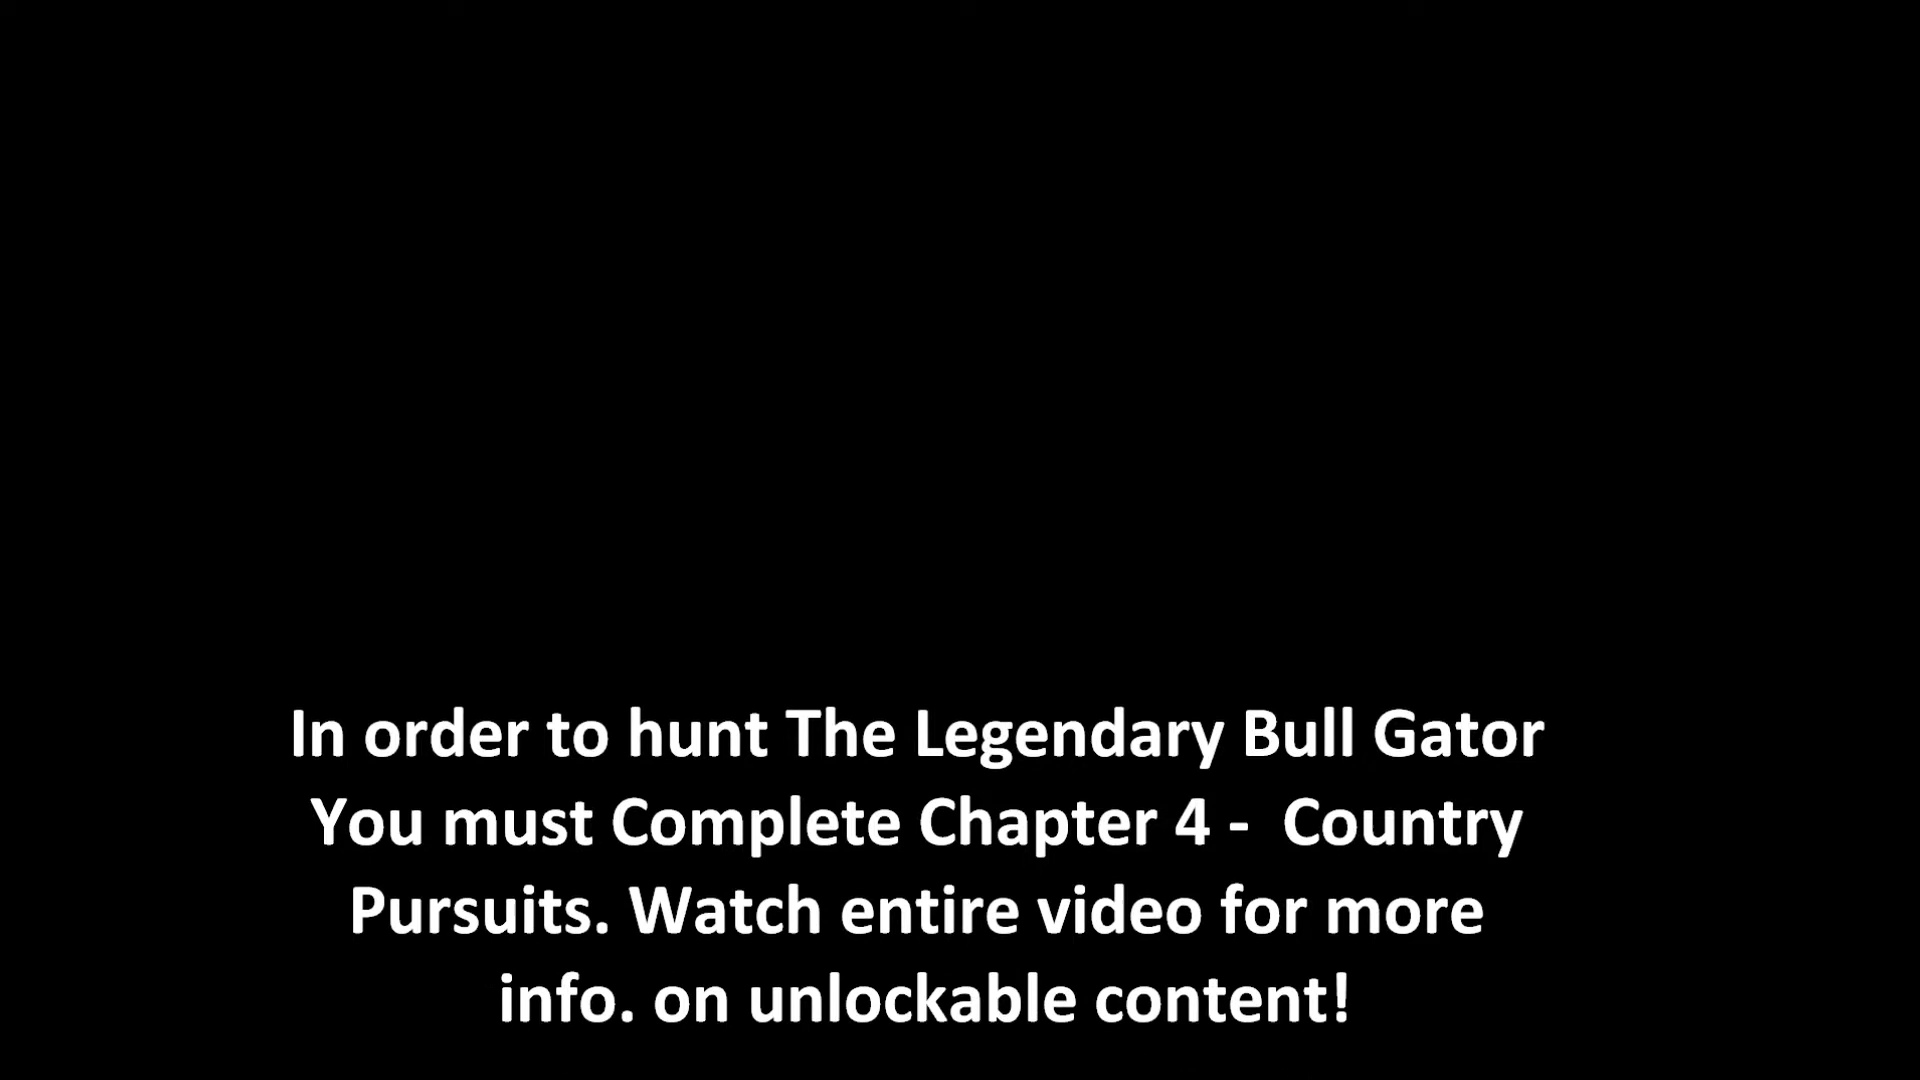 In order to hunt The Legendary Bull Gator
You must Complete Chapter 4 -  Country
Pursuits. Watch entire video for more
info. on unlockable content!